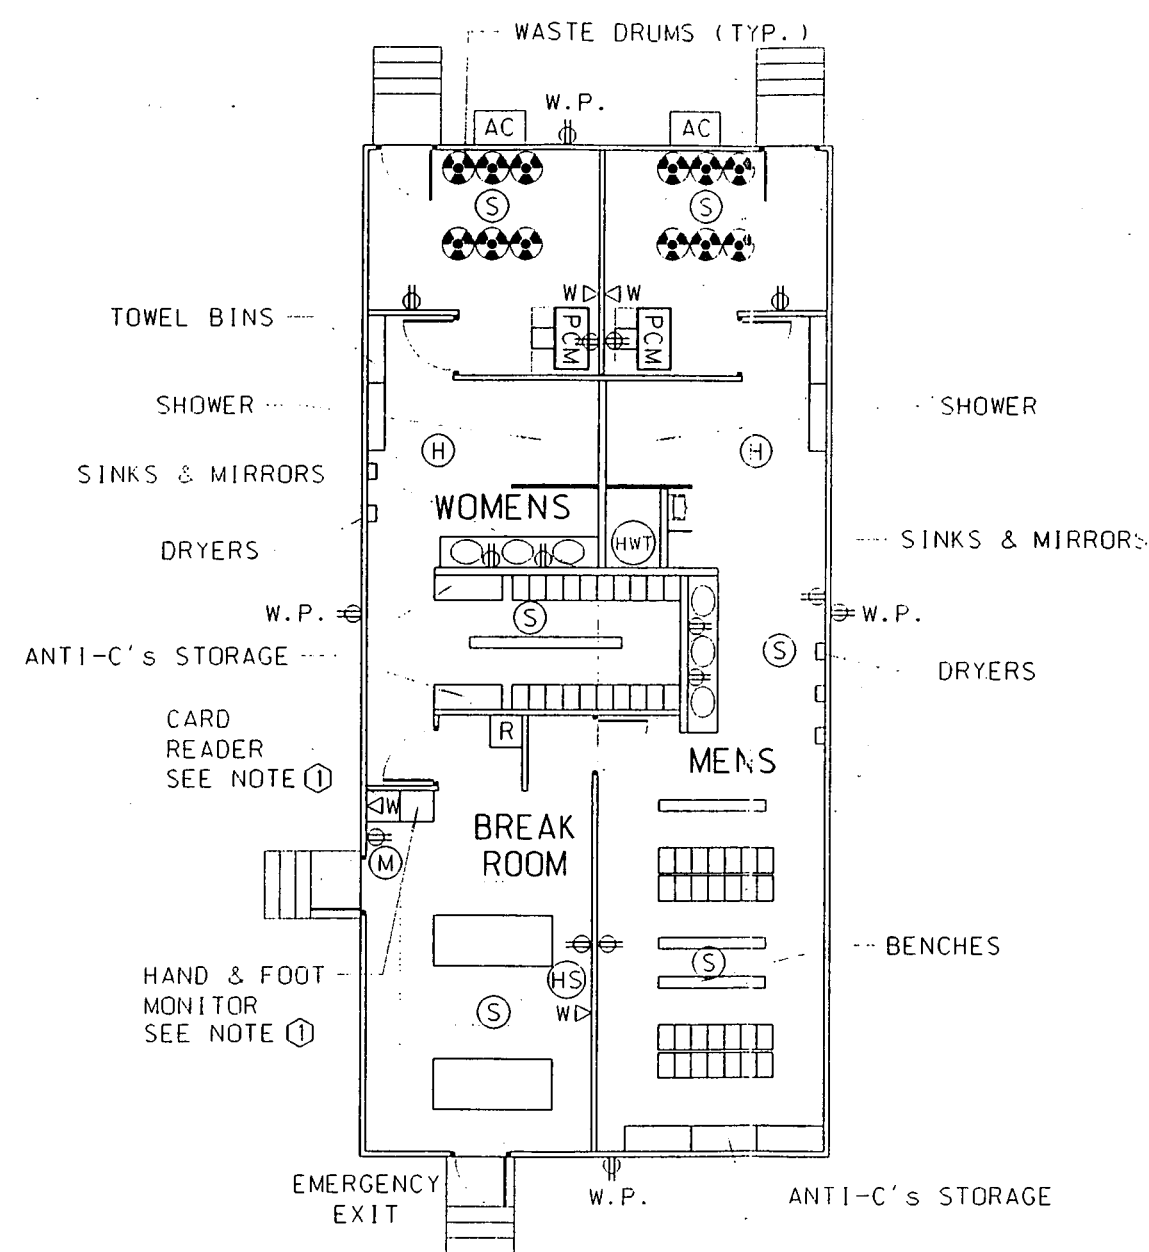 WASTE DRUMS (TYP.)
W.P.
AC
AC
S
S
W
W
TOWEL BINS
PCM
PCM
SHOWER
SHOWER
H
H
SINKS & MIRRORS
WOMENS
DRYERS
HWT
SINKS & MIRRORS
W.P.
S
W.P.
ANTI-C's STORAGE
S
DRYERS
CARD
READER
SEE NOTE 1
R
MENS
W
BREAK
ROOM
M
BENCHES
HAND & FOOT
MONITOR
SEE NOTE 1
HS
S
S
W
EMERGENCY
EXIT
W.P.
ANTI-C's STORAGE